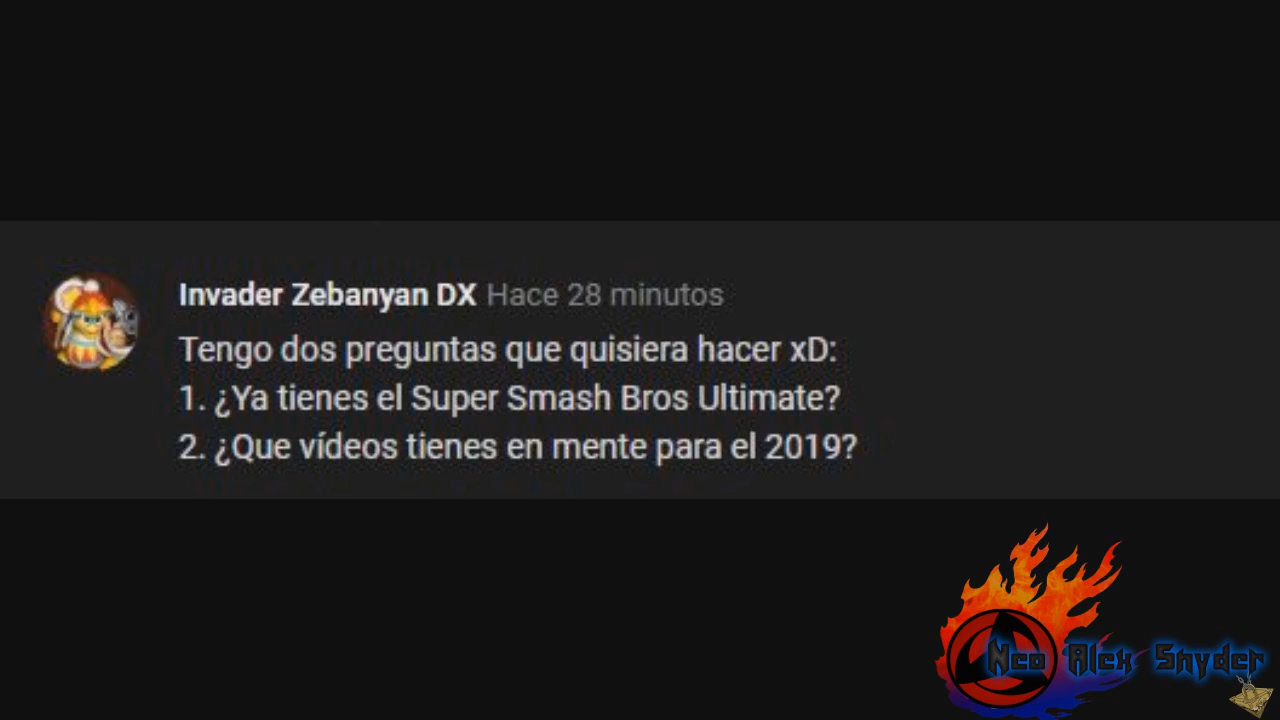 Invader Zebanyan DX Hace 28 minutos
Tengo dos preguntas que quisiera hacer xD:
1. ¿Ya tienes el Super Smash Bros Ultimate?
2. ¿Que vídeos tienes en mente para el 2019?
Neo Alex Snyder